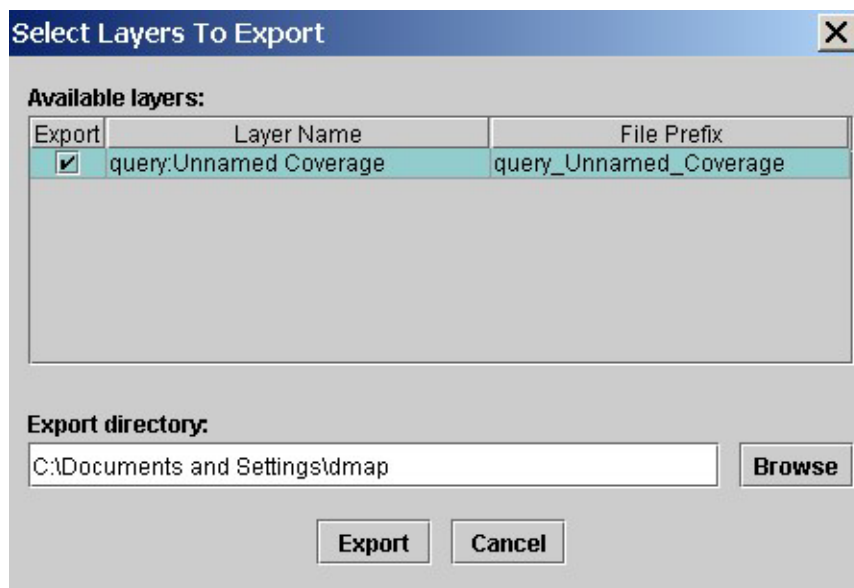 Select Layers To Export
Available layers:
Export Layer Name File Prefix
query:Unnamed Coverage query_Unnamed_Coverage
Export directory:
C:\Documents and Settings\dmap Browse
Export Cancel